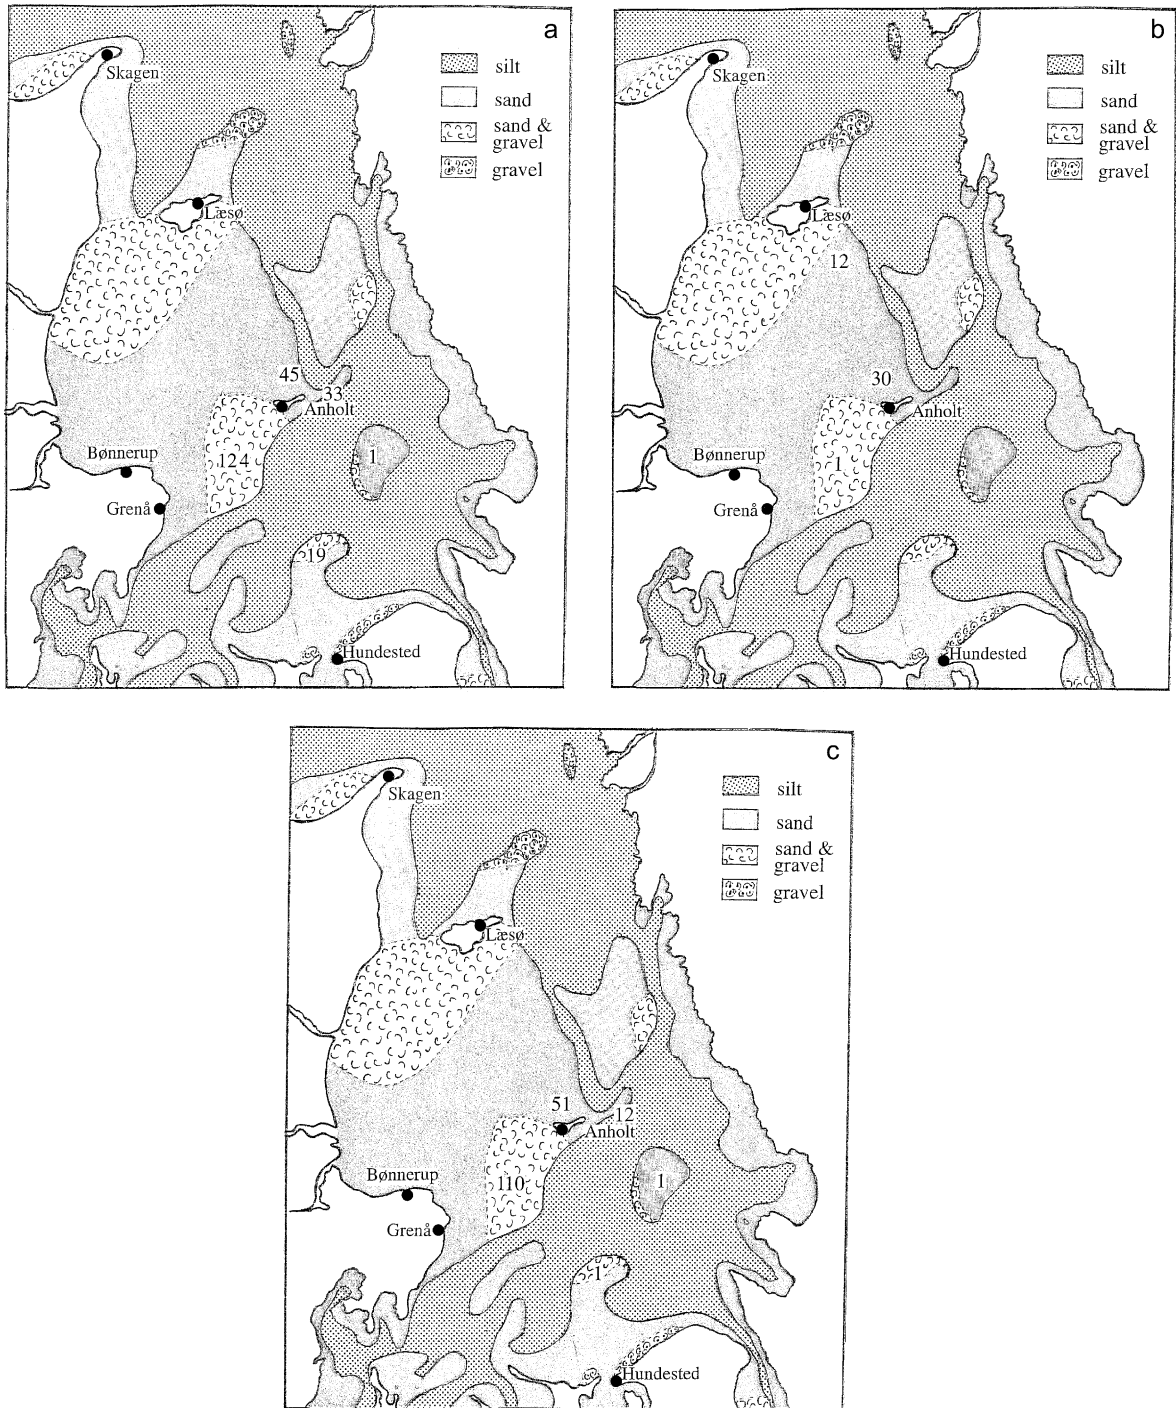 a
silt
sand
sand &
gravel
gravel
Skagen
Læsø
45
33
Anholt
124
1
Bønnerup
Grenå
19
Hundested
b
silt
sand
sand &
gravel
gravel
Skagen
Læsø
12
30
Anholt
1
Bønnerup
Grenå
Hundested
c
silt
sand
sand &
gravel
gravel
Skagen
Læsø
51
12
Anholt
110
1
Bønnerup
Grenå
1
Hundested